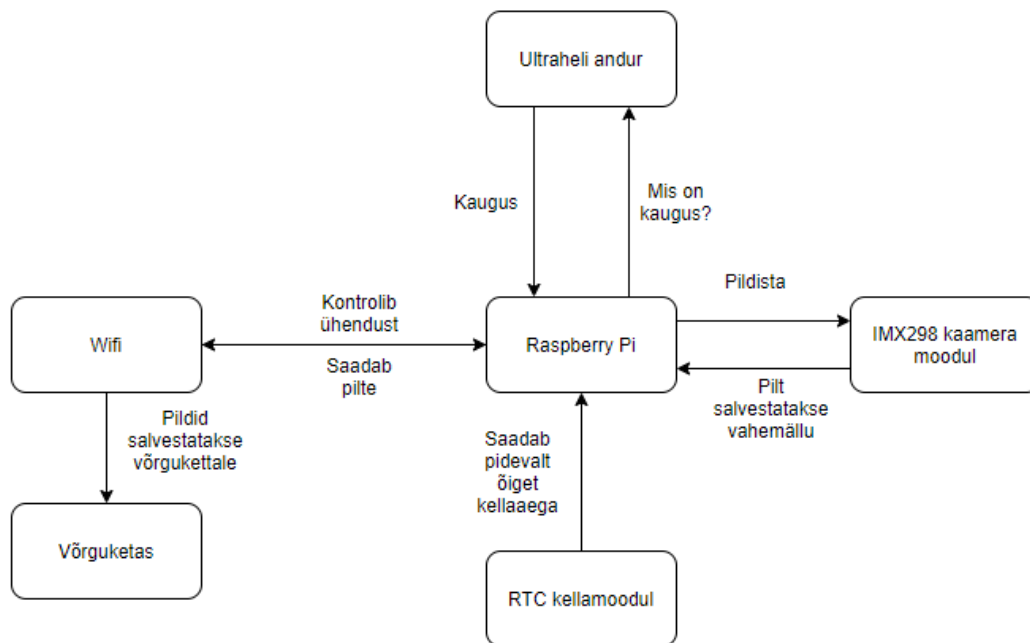 Ultraheli andur
Kaugus
Mis on
kaugus?
Pildista
Kontrolib
ühendust
Wifi
Raspberry Pi
IMX298 kaamera
moodul
Saadab
pilte
Pilt
salvestatakse
vahemällu
Pildid
salvestatakse
võrgukettale
Saadab
pidevalt
õiget
kellaaega
Võrguketas
RTC kellamoodul